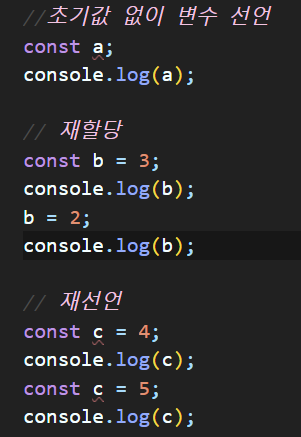 //초기값 없이 변수 선언
const a;
console.log(a);
// 재할당
const b = 3;
console.log(b);
b = 2;
console.log(b);
// 재선언
const c = 4;
console.log(c);
const c = 5;
console.log(c);